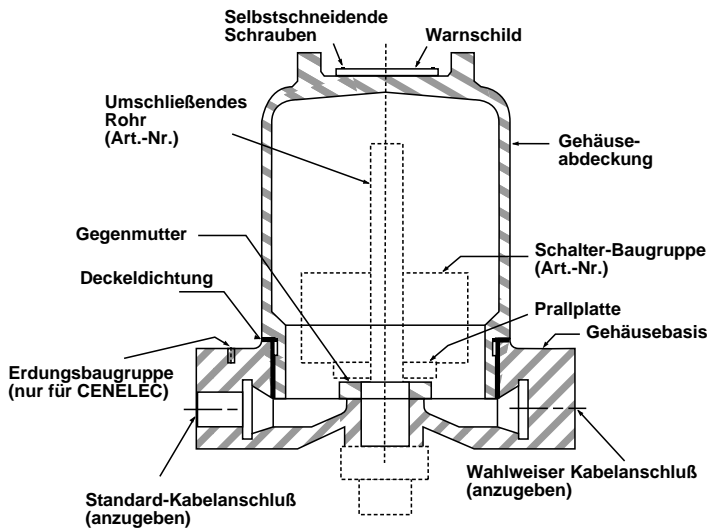 Selbstschneidende
Schrauben
Warnschild
Umschließendes
Rohr
(Art.-Nr.)
Gehäuse-
abdeckung
Gegenmutter
Schalter-Baugruppe
(Art.-Nr.)
Deckeldichtung
Prallplatte
Gehäusebasis
Erdungsbaugruppe
(nur für CENELEC)
Wahlweiser Kabelanschluß
(anzugeben)
Standard-Kabelanschluß
(anzugeben)